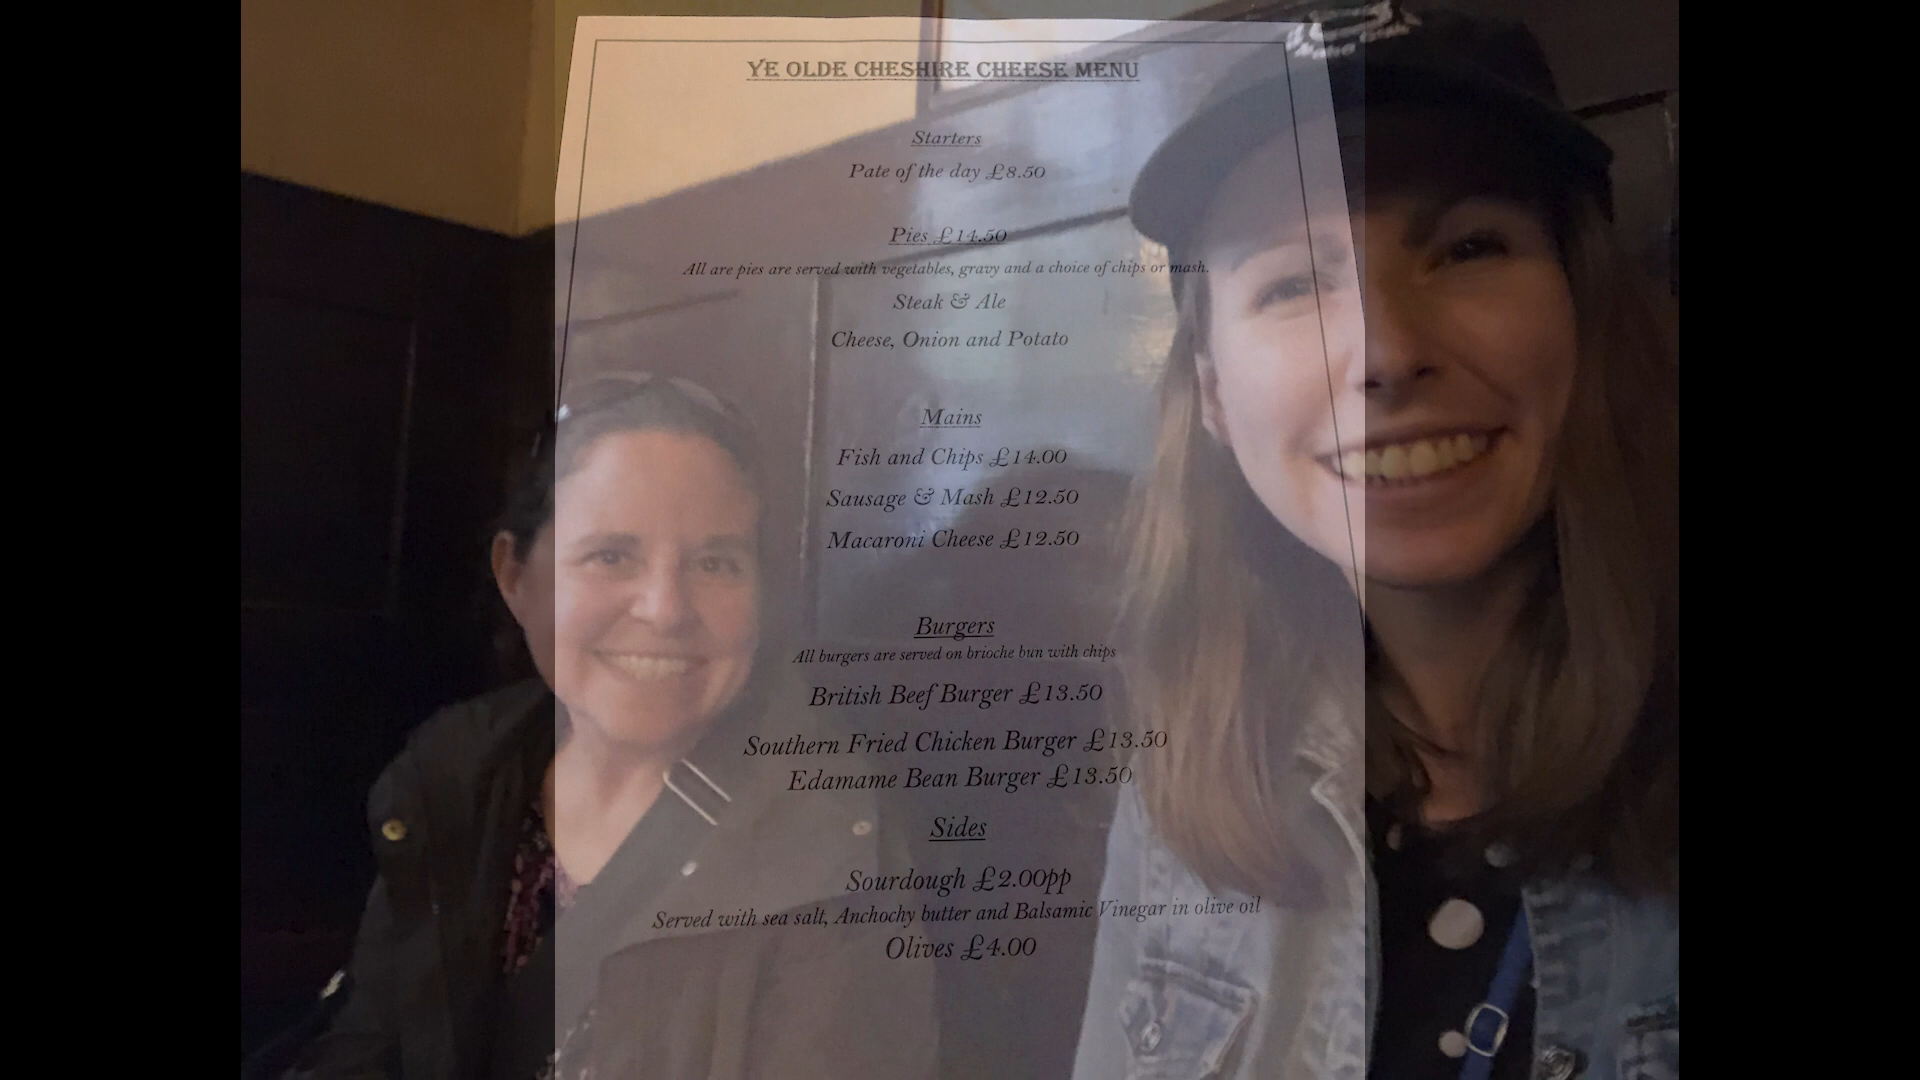 YE OLDE CHESHIRE CHEESE MENU
Starters
Pate of the day £8.50
Pies £14.50
All are pies are served with vegetables, gravy and a choice of chips or mash.
Steak & Ale
Cheese, Onion and Potato
Mains
Fish and Chips £14.00
Sausage & Mash £12.50
Macaroni Cheese £12.50
Burgers
All burgers are served on brioche bun with chips
British Beef Burger £13.50
Southern Fried Chicken Burger £13.50
Edamame Bean Burger £13.50
Sides
Sourdough £2.00pp
Served with sea salt, Anchochy butter and Balsamic Vinegar in olive oil
Olives £4.00